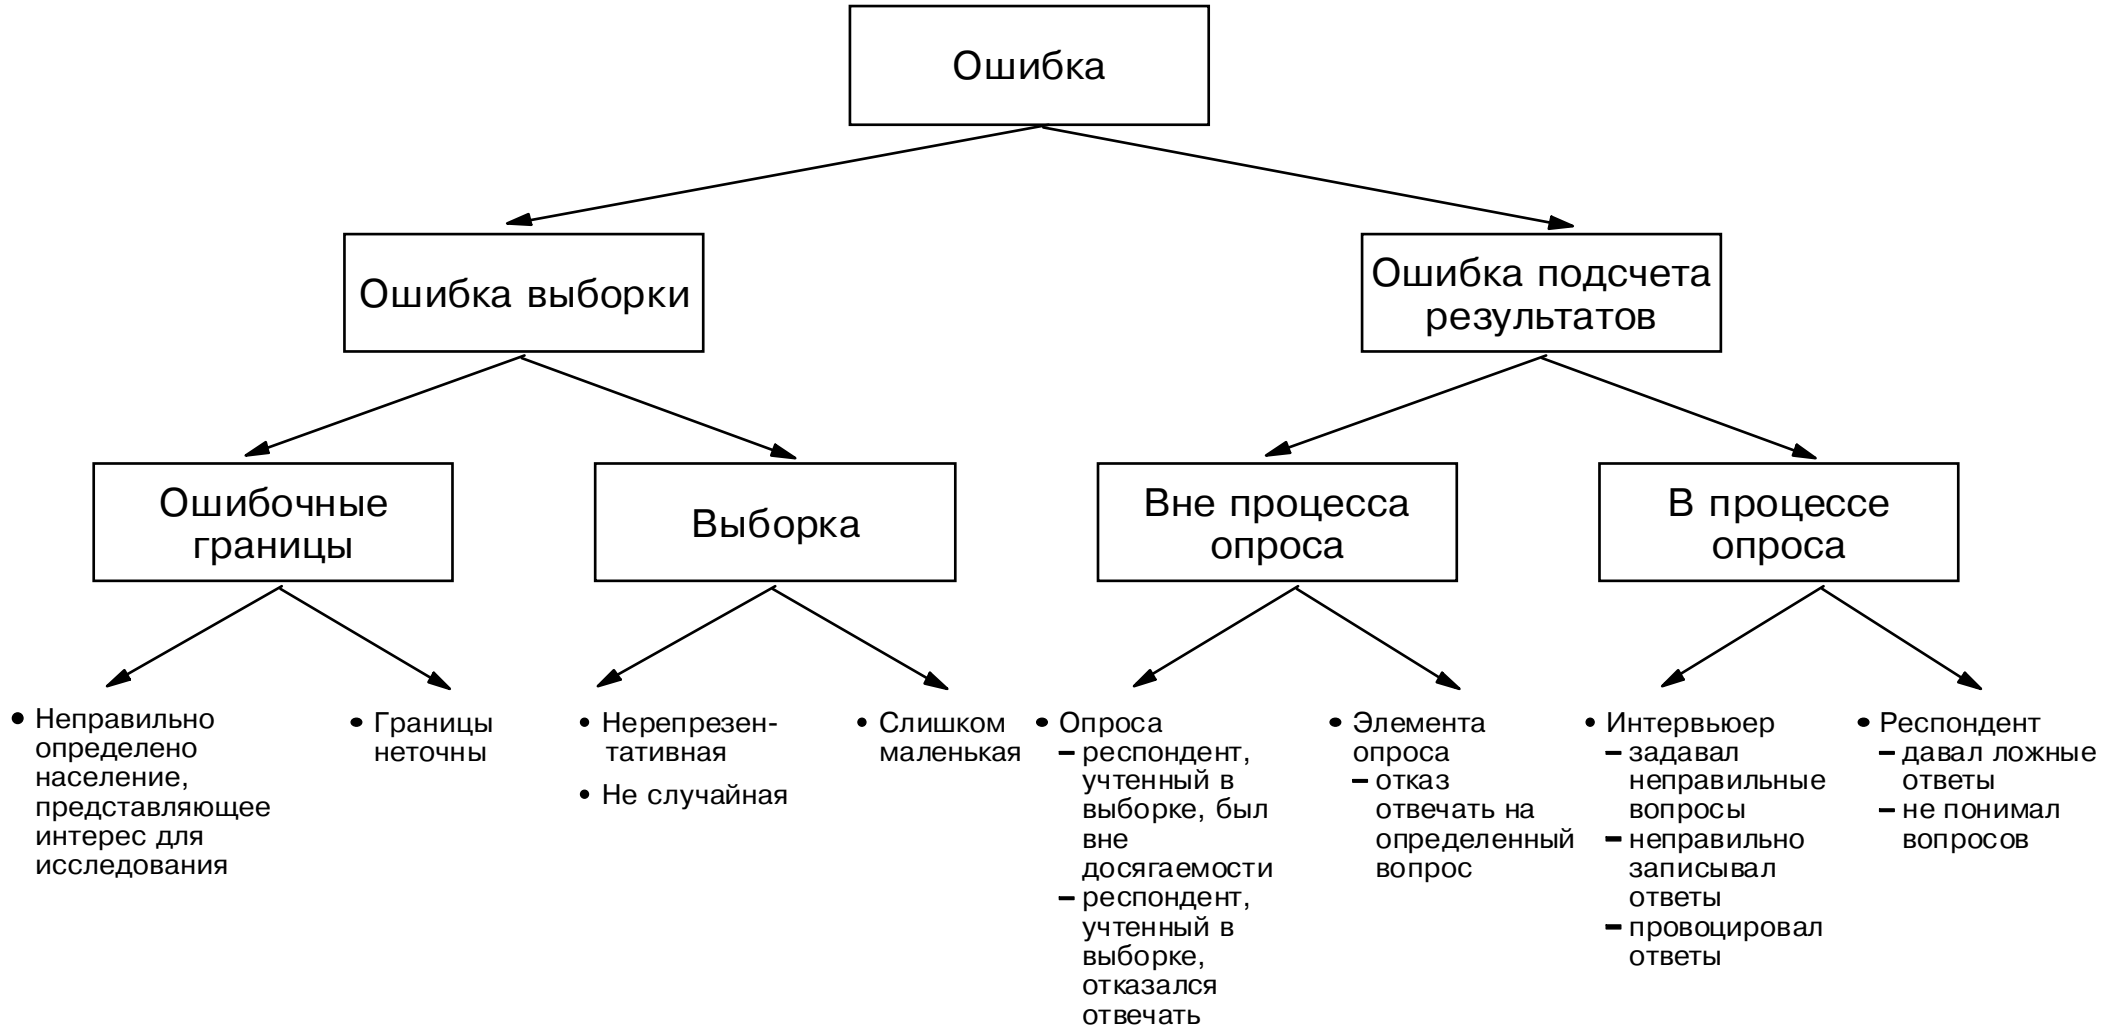 Ошибка
Ошибка выборки
Ошибка подсчета
результатов
Ошибочные
границы
Выборка
Вне процесса
опроса
В процессе
опроса
• Неправильно
определено
население,
представляющее
интерес для
исследования
• Границы
неточны
• Нерепрезен-
тативная
• Не случайная
• Слишком
маленькая
• Опроса
– респондент,
учтенный в
выборке, был
вне
досягаемости
– респондент,
учтенный в
выборке,
отказался
отвечать
• Элемента
опроса
– отказ
отвечать на
определенный
вопрос
• Интервьюер
– задавал
неправильные
вопросы
– неправильно
записывал
ответы
– провоцировал
ответы
• Респондент
– давал ложные
ответы
– не понимал
вопросов